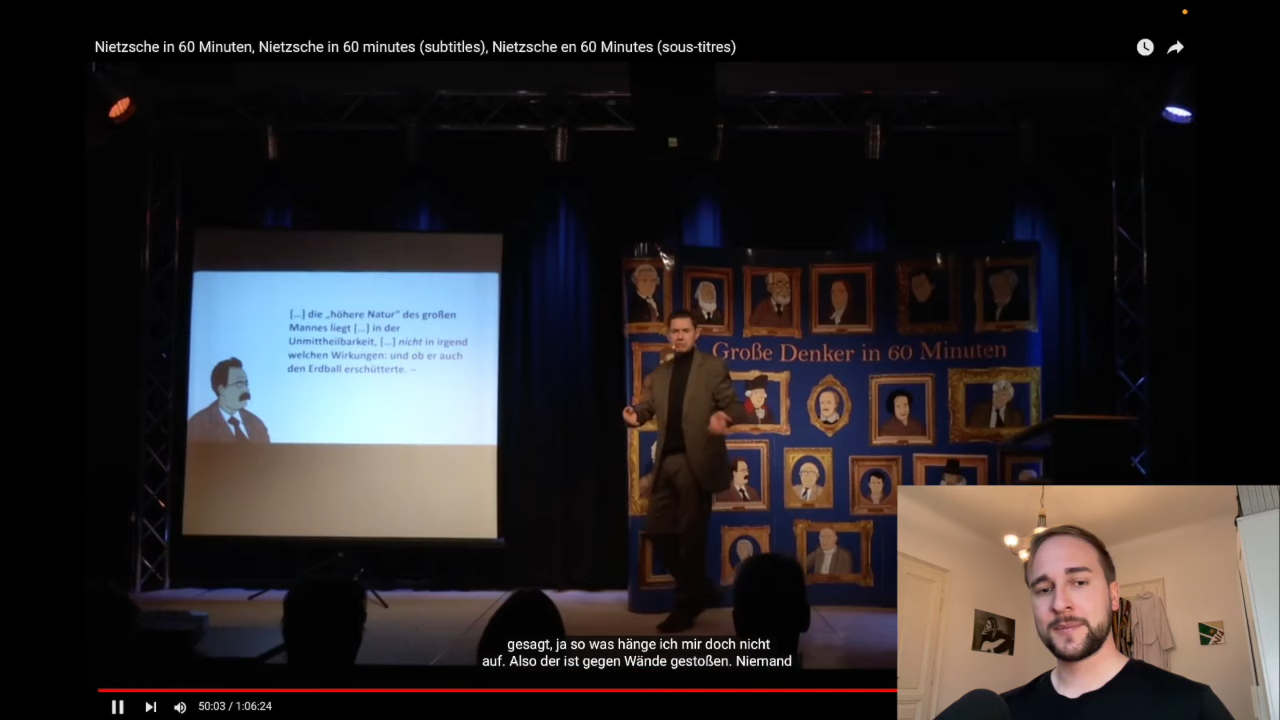 Nietzsche in 60 Minuten, Nietzsche in 60 minutes (subtitles), Nietzsche en 60 Minutes (sous-titres)
[...] die „höhere Natur“ des großen
Mannes liegt [...] in der
Unmittheilbarkeit, [...] nicht in irgend
welchen Wirkungen: und ob er auch
den Erdball erschütterte. –
Große Denker in 60 Minuten
gesagt, ja so was hänge ich mir doch nicht
auf. Also der ist gegen Wände gestoßen. Niemand
50:03 / 1:06:24